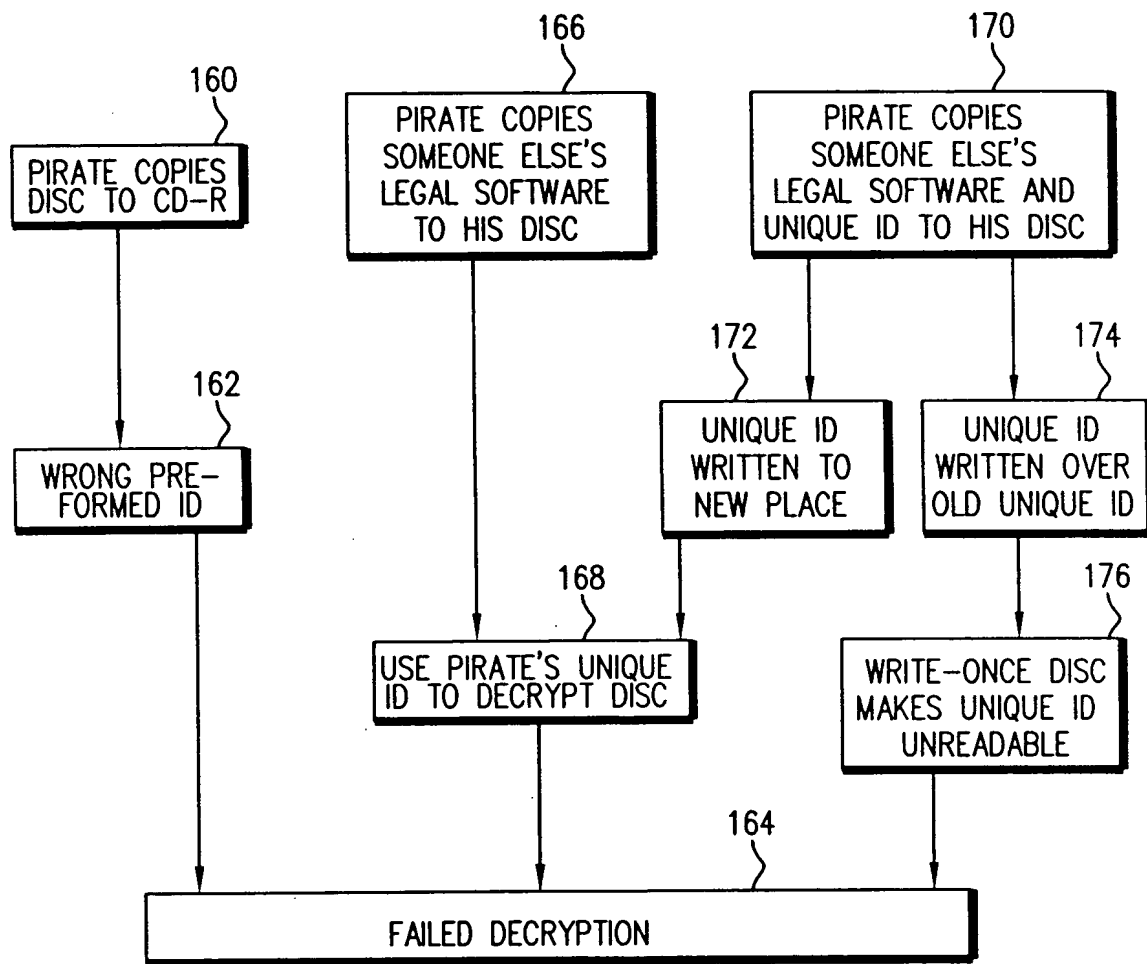 160
PIRATE COPIES
DISC TO CD-R
166
PIRATE COPIES
SOMEONE ELSE'S
LEGAL SOFTWARE
TO HIS DISC
170
PIRATE COPIES
SOMEONE ELSE'S
LEGAL SOFTWARE AND
UNIQUE ID TO HIS DISC
162
WRONG PRE-
FORMED ID
172
UNIQUE ID
WRITTEN TO
NEW PLACE
174
UNIQUE ID
WRITTEN OVER
OLD UNIQUE ID
168
USE PIRATE'S UNIQUE
ID TO DECRYPT DISC
176
WRITE-ONCE DISC
MAKES UNIQUE ID
UNREADABLE
164
FAILED DECRYPTION